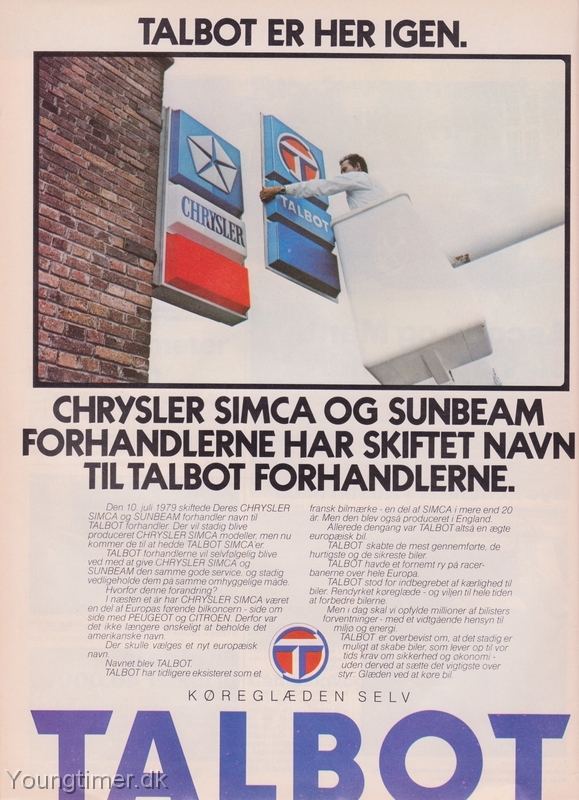 TALBOT ER HER IGEN.
CHRYSLER
TALBOT
CHRYSLER SIMCA OG SUNBEAM
FORHANDLERNE HAR SKIFTET NAVN
TIL TALBOT FORHANDLERNE.
Den 10. juli 1979 skiftede Deres CHRYSLER
SIMCA og SUNBEAM forhandler navn til
TALBOT forhandler. Der vil stadig blive
produceret CHRYSLER SIMCA modeller, men nu
kommer de til at hedde TALBOT SIMCA'er.
TALBOT forhandlerne vil selvfølgelig blive
ved med at give CHRYSLER SIMCA og
SUNBEAM den samme gode service, og stadig
vedligeholde dem på samme omhyggelige måde.
Hvorfor denne forandring?
I næsten et år har CHRYSLER SIMCA været
en del af Europas førende bilkoncern - side om
side med PEUGEOT og CITROËN. Derfor var
det ikke længere ønskeligt at beholde det
amerikanske navn.
Der skulle vælges et nyt europæisk
navn.
Navnet blev TALBOT.
TALBOT har tidligere eksisteret som et
fransk bilmærke - en del af SIMCA i mere end 20
år. Men den blev også produceret i England.
Allerede dengang var TALBOT altså en ægte
europæisk bil.
TALBOT skabte de mest gennemførte, de
hurtigste og de sikreste biler.
TALBOT havde et fornemt ry på racer-
banerne over hele Europa.
TALBOT stod for indbegrebet af kærlighed til
biler. Rendyrket køreglæde - og viljen til hele tiden
at forbedre bilerne.
Men i dag skal vi opfylde millioner af bilisters
forventninger - med et vidtgående hensyn til
miljø og energi.
TALBOT er overbevist om, at det stadig er
muligt at skabe biler, som lever op til vor
tids krav om sikkerhed og økonomi -
uden derved at sætte det vigtigste over
styr: Glæden ved at køre bil.
KØREGLÆDEN SELV
TALBOT
Youngtimer.dk